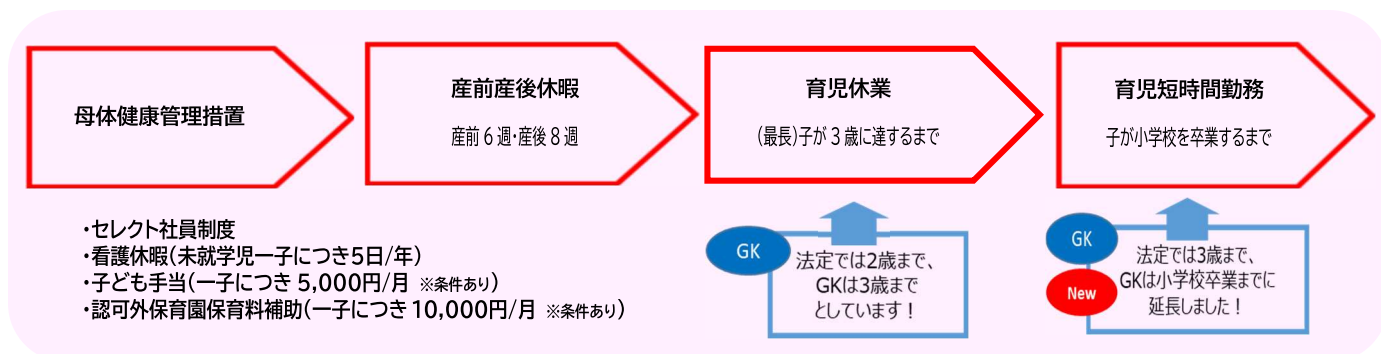 母体健康管理措置
産前産後休暇
産前6週・産後8週
育児休業
(最長)子が3歳に達するまで
育児短時間勤務
子が小学校を卒業するまで
・セレクト社員制度
・看護休暇(未就学児一子につき5日/年)
・子ども手当(一子につき5,000円/月 ※条件あり)
・認可外保育園保育料補助(一子につき10,000円/月 ※条件あり)
GK
法定では2歳まで、
GKは3歳まで
としています！
GK
New
法定では3歳まで、
GKは小学校卒業までに
延長しました！